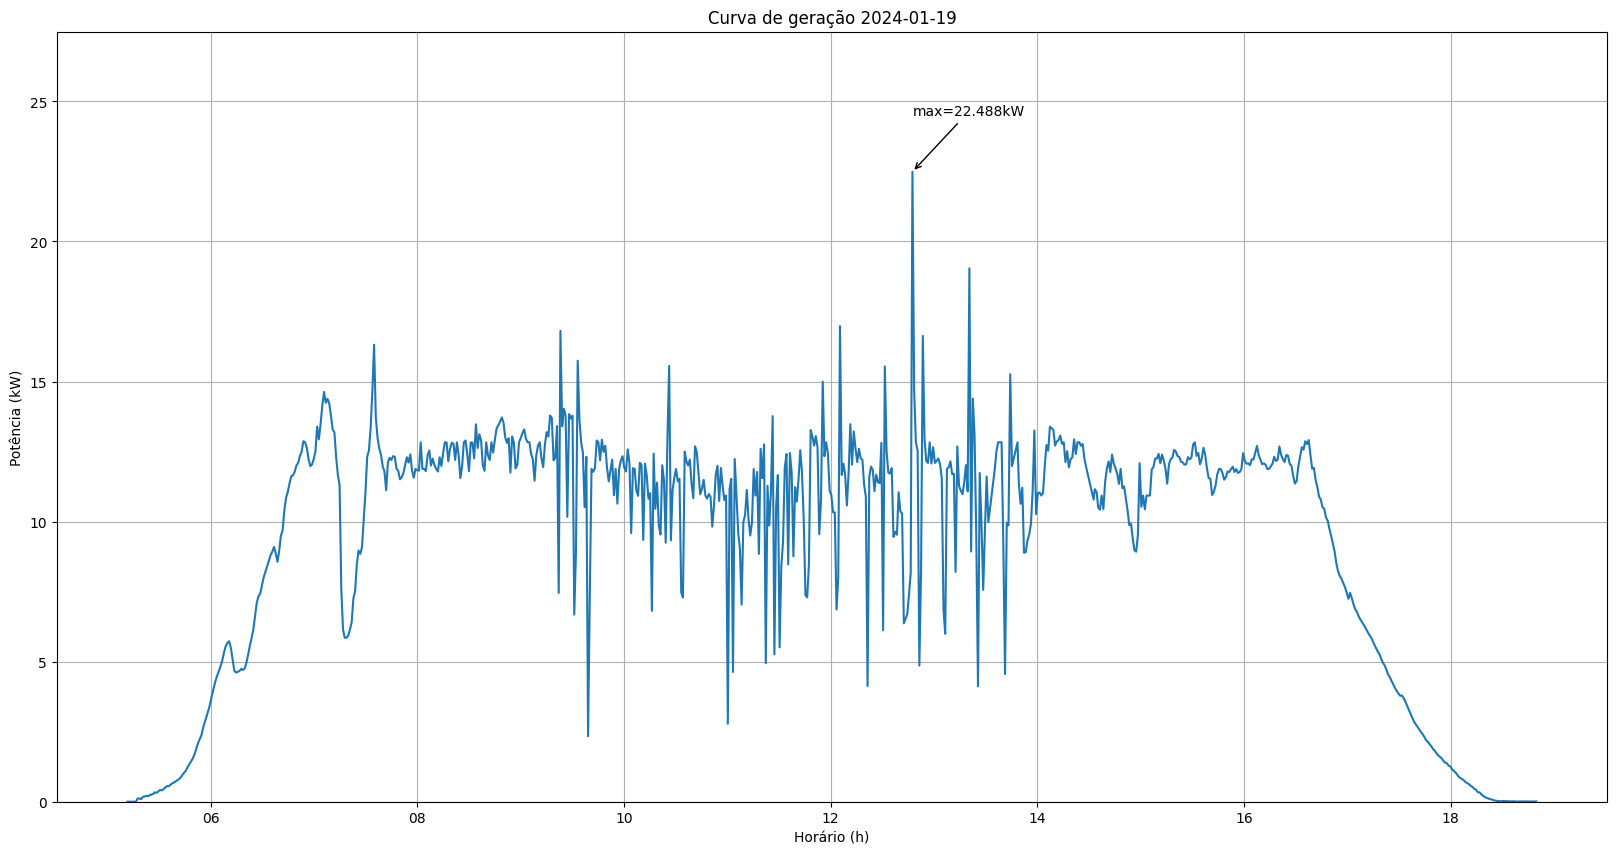 Curva de geração 2024-01-19
25
max=22.488kW
20
15
Potência (kW)
10
5
0
06 08 10 12 14 16 18
Horário (h)